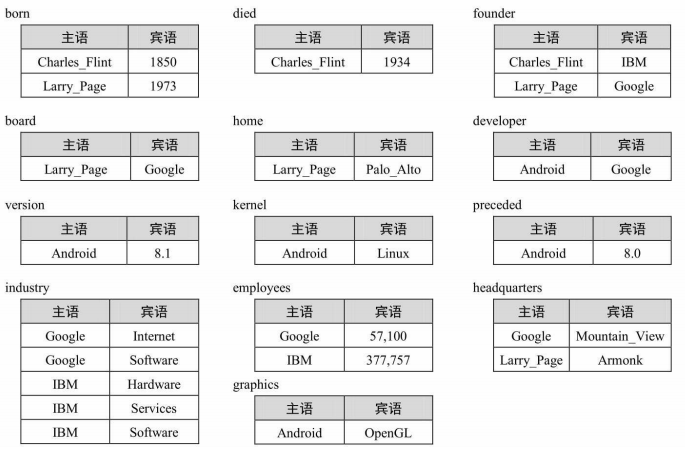 born
主语 宾语
Charles_Flint 1850
Larry_Page 1973
died
主语 宾语
Charles_Flint 1934
founder
主语 宾语
Charles_Flint IBM
Larry_Page Google
board
主语 宾语
Larry_Page Google
home
主语 宾语
Larry_Page Palo_Alto
developer
主语 宾语
Android Google
version
主语 宾语
Android 8.1
kernel
主语 宾语
Android Linux
preceded
主语 宾语
Android 8.0
industry
主语 宾语
Google Internet
Google Software
IBM Hardware
IBM Services
IBM Software
employees
主语 宾语
Google 57,100
IBM 377,757
graphics
主语 宾语
Android OpenGL
headquarters
主语 宾语
Google Mountain_View
Larry_Page Armonk